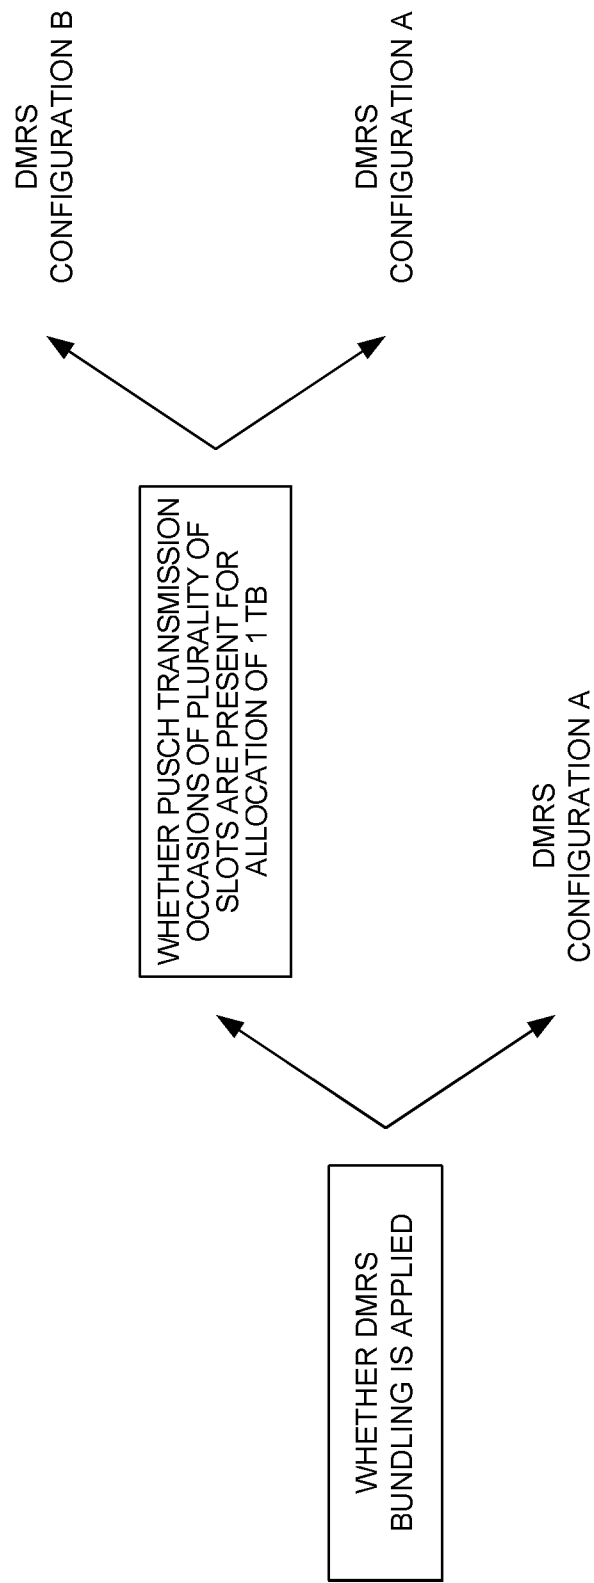 WHETHER DMRS
BUNDLING IS APPLIED
WHETHER PUSCH TRANSMISSION
OCCASIONS OF PLURALITY OF
SLOTS ARE PRESENT FOR
ALLOCATION OF 1 TB
DMRS
CONFIGURATION A
DMRS
CONFIGURATION B
DMRS
CONFIGURATION A